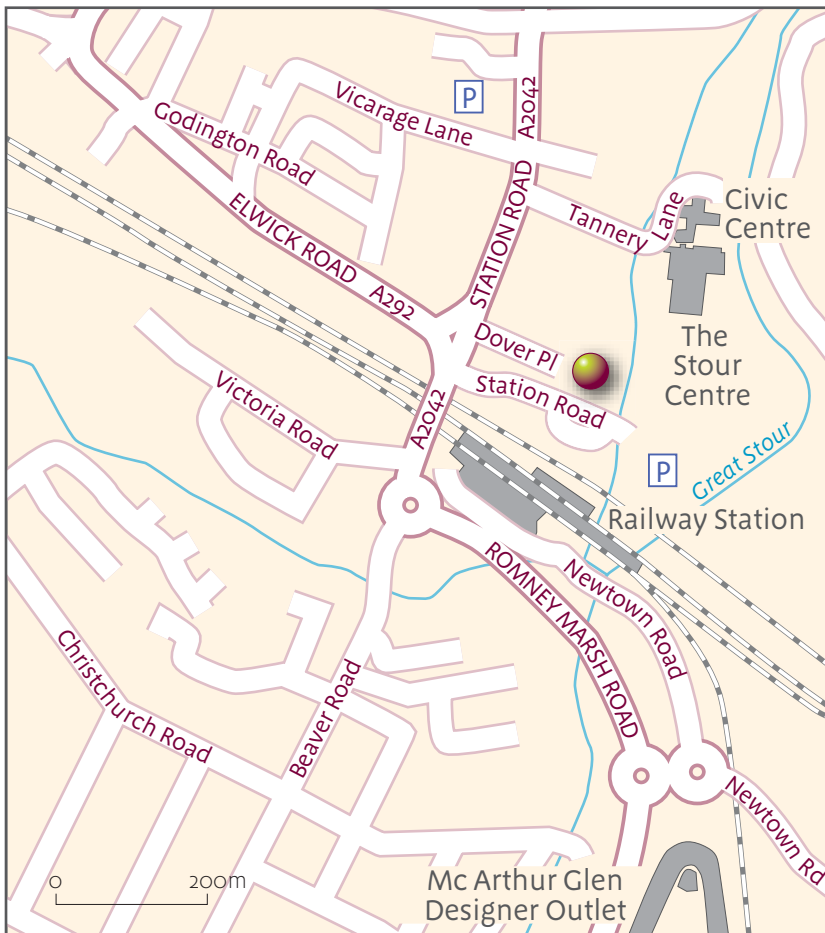 A2042
P
Vicarage Lane
Godington Road
STATION ROAD
Tannery Lane
Civic
Centre
ELWICK ROAD A292
The
Stour
Centre
Dover Pl
Station Road
Victoria Road
A2042
P
Great Stour
Railway Station
ROMNEY MARSH ROAD
Newtown Road
Christchurch Road
Beaver Road
Newtown Rd
0 200m
Mc Arthur Glen
Designer Outlet